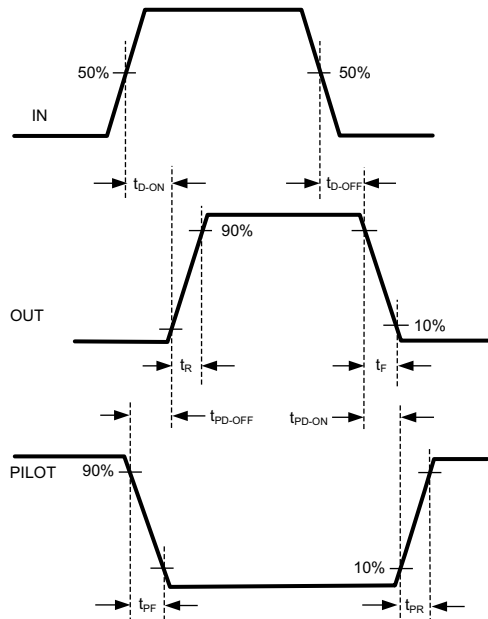 50%
50%
IN
tD-ON
tD-OFF
90%
OUT
10%
tR
tF
tPD-OFF
tPD-ON
PILOT
90%
10%
tPF
tPR